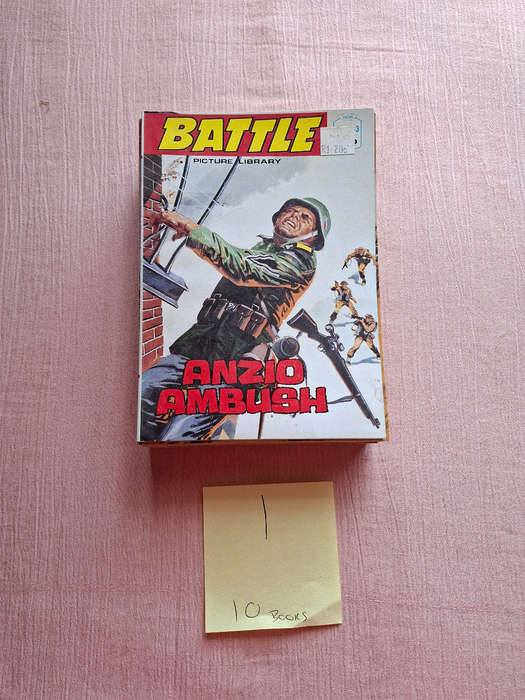 BATTLE
PICTURE LIBRARY
ANZIO
AMBUSH
1
10 BOOKS